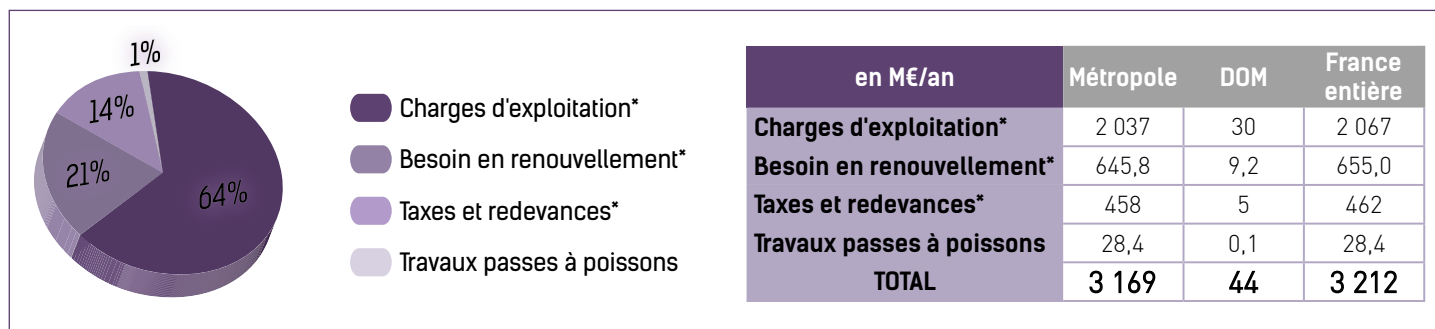 1%
14%
21%
64%
Charges d'exploitation*
Besoin en renouvellement*
Taxes et redevances*
Travaux passes à poissons
en M€/an Métropole DOM France entière
Charges d'exploitation* 2 037 30 2 067
Besoin en renouvellement* 645,8 9,2 655,0
Taxes et redevances* 458 5 462
Travaux passes à poissons 28,4 0,1 28,4
TOTAL 3 169 44 3 212